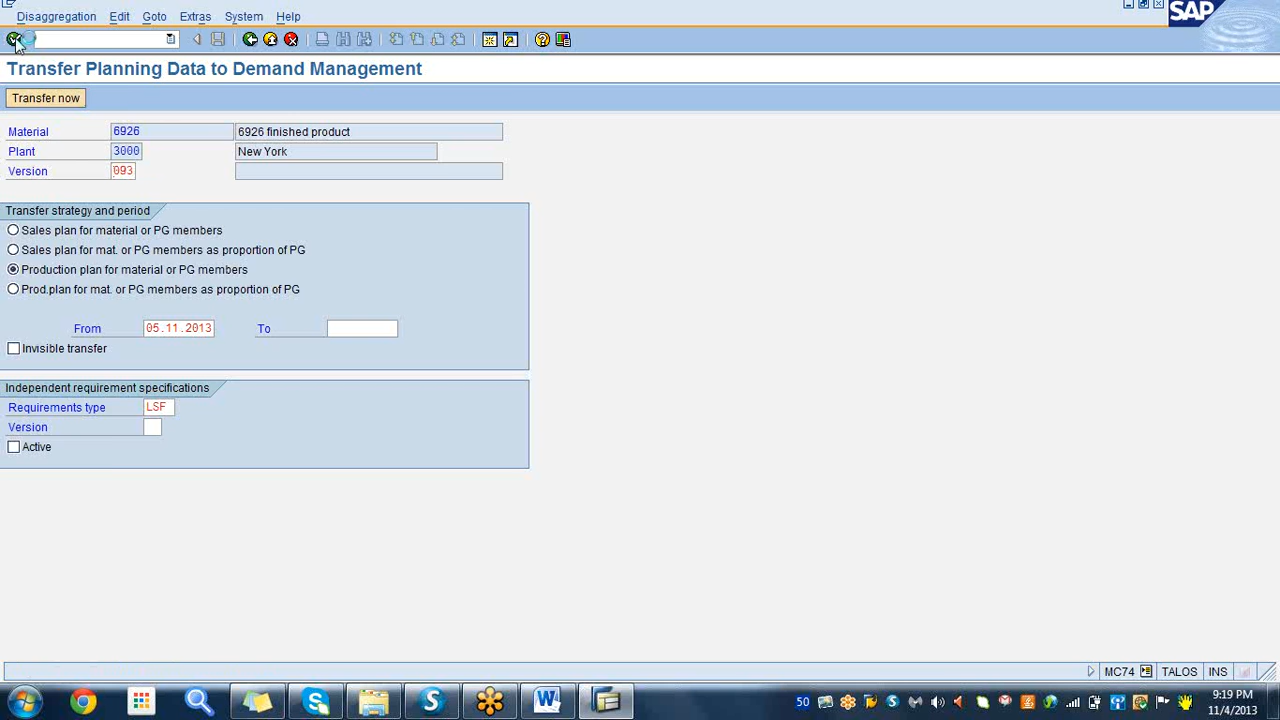 Disaggregation Edit Goto Extras System Help
SAP
Transfer Planning Data to Demand Management
Transfer now
Material 6926 6926 finished product
Plant 3000 New York
Version 093
Transfer strategy and period
Sales plan for material or PG members
Sales plan for mat. or PG members as proportion of PG
Production plan for material or PG members
Prod.plan for mat. or PG members as proportion of PG
From 05.11.2013 To
Invisible transfer
Independent requirement specifications
Requirements type LSF
Version
Active
MC74 TALOS INS
50 9:19 PM
11/4/2013